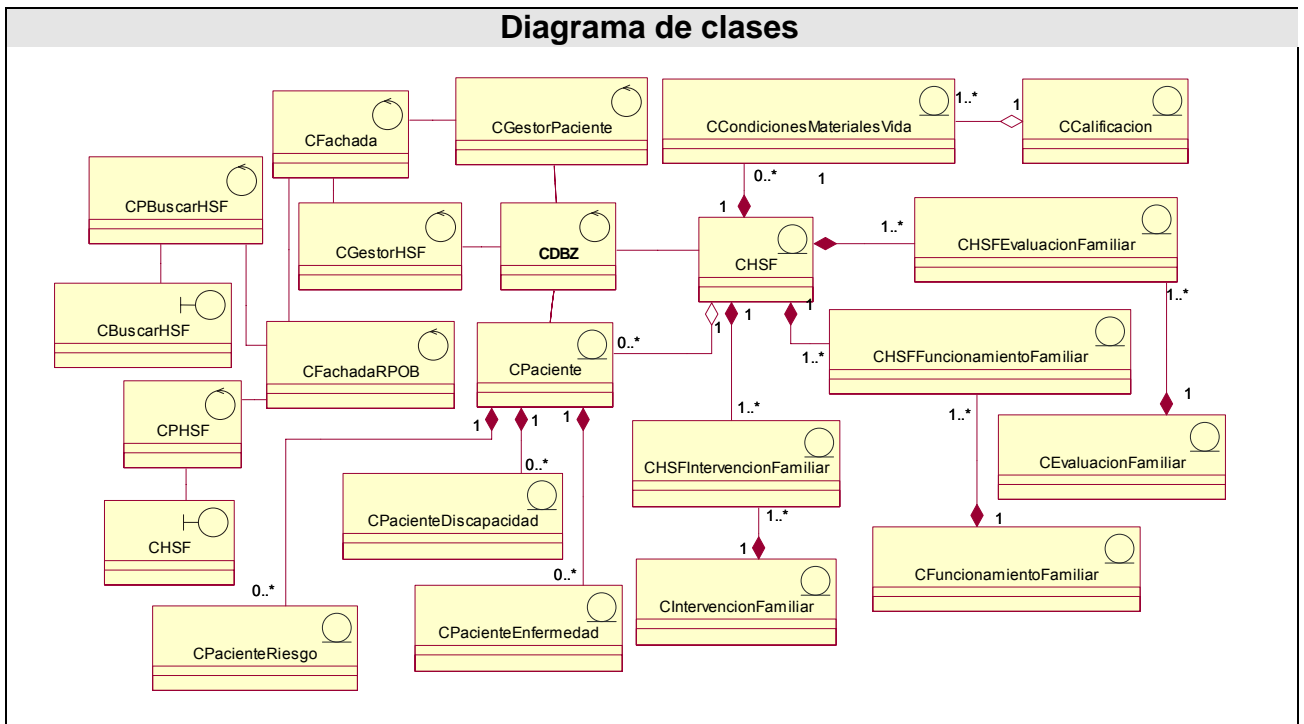 Diagrama de clases
CFachada
CGestorPaciente
CCondicionesMaterialesVida
1..*
1
CCalificacion
CPBuscarHSF
CGestorHSF
CDBZ
0..*
1
1
CHSF
1..*
CHSFEvaluacionFamiliar
1..*
CBuscarHSF
CFachadaRPOB
CPaciente
0..*
1
1
1
1..*
CHSFFuncionamientoFamiliar
CPHSF
1
1
1
1..*
1..*
1
CHSF
0..*
CPacienteDiscapacidad
CHSFIntervencionFamiliar
CEvaluacionFamiliar
1..*
1
1
0..*
0..*
CPacienteRiesgo
CPacienteEnfermedad
CIntervencionFamiliar
CFuncionamientoFamiliar